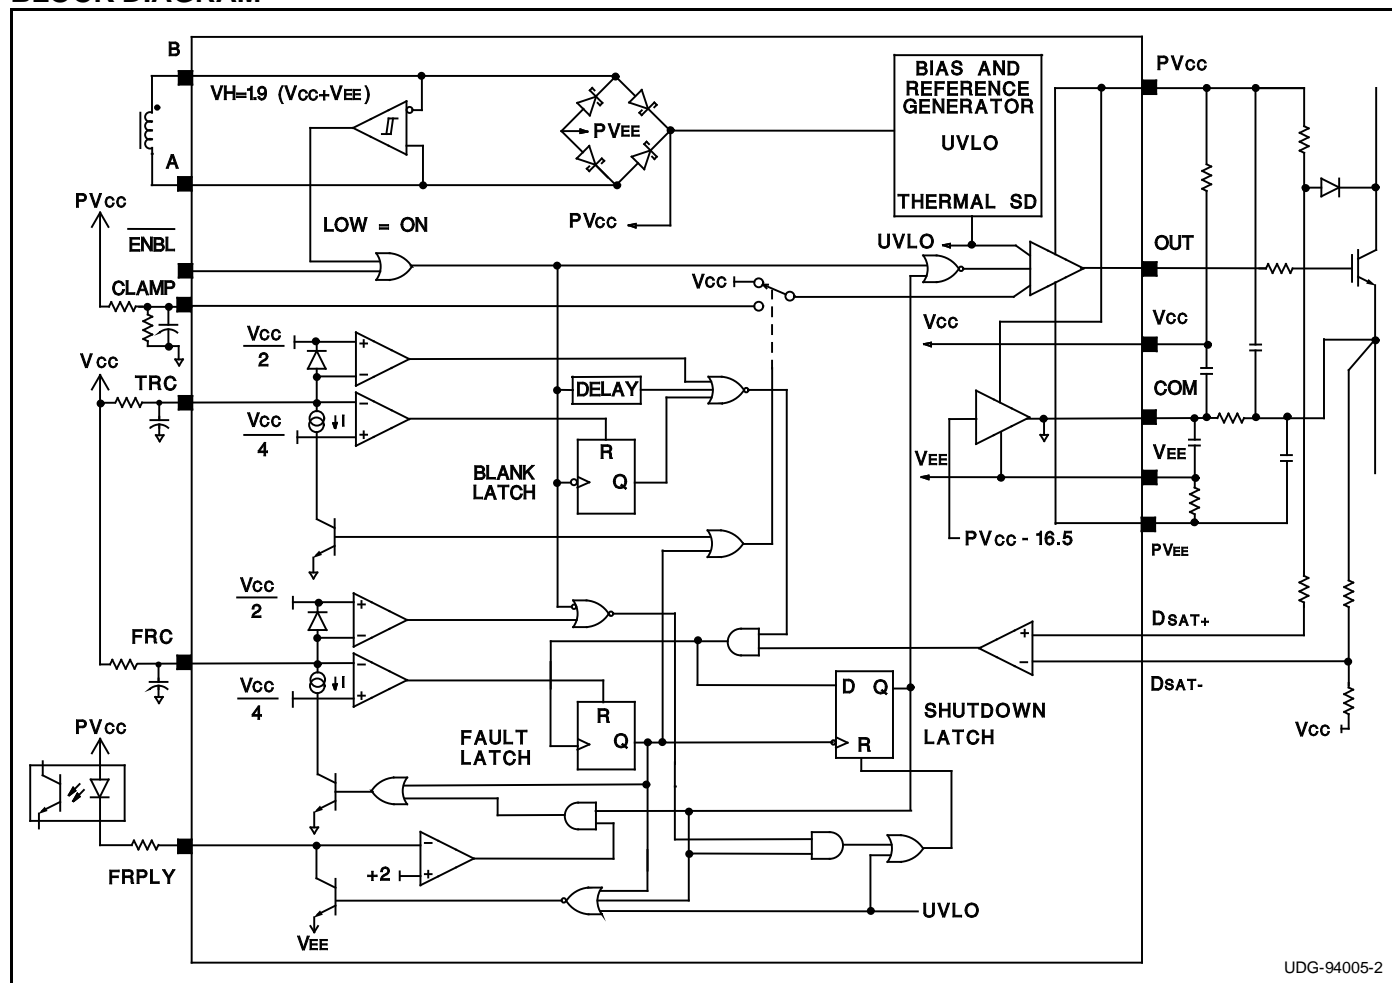 BLOCK DIAGRAM
B
VH=1.9 (VCC+VEE)
BIAS AND
REFERENCE
GENERATOR
UVLO
THERMAL SD
PVCC
PVEE
A
PVCC
PVCC
LOW = ON
ENBL
UVLO
OUT
CLAMP
VCC
VCC
2
VCC
VCC
VCC
TRC
DELAY
COM
I
VCC
4
R
Q
BLANK
LATCH
VEE
VEE
PVCC - 16.5
PVEE
VCC
2
DSAT+
FRC
I
VCC
4
DSAT-
D
Q
R
SHUTDOWN
LATCH
R
Q
FAULT
LATCH
VCC
PVCC
FRPLY
+2
UVLO
VEE
UDG-94005-2